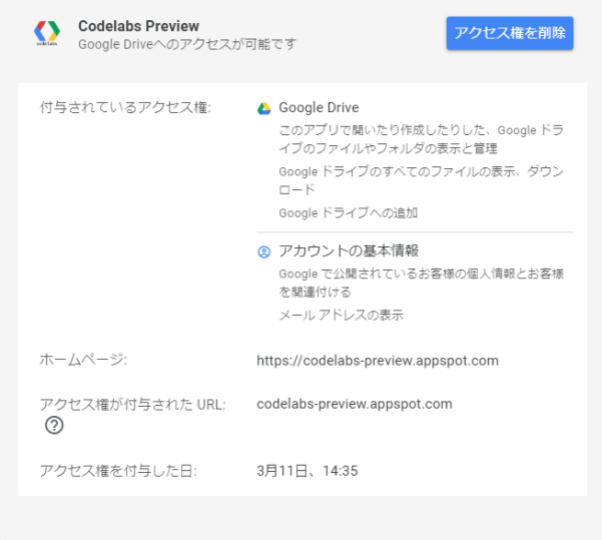 Codelabs Preview
Google Driveへのアクセスが可能です
アクセス権を削除
code labs
付与されているアクセス権:
Google Drive
このアプリで開いたり作成したりした、Google ドラ
イブのファイルやフォルダの表示と管理
Google ドライブのすべてのファイルの表示、ダウン
ロード
Google ドライブへの追加
アカウントの基本情報
Google で公開されているお客様の個人情報とお客様
を関連付ける
メール アドレスの表示
ホームページ:
https://codelabs-preview.appspot.com
アクセス権が付与された URL:
codelabs-preview.appspot.com
アクセス権を付与した日:
3月11日、14:35